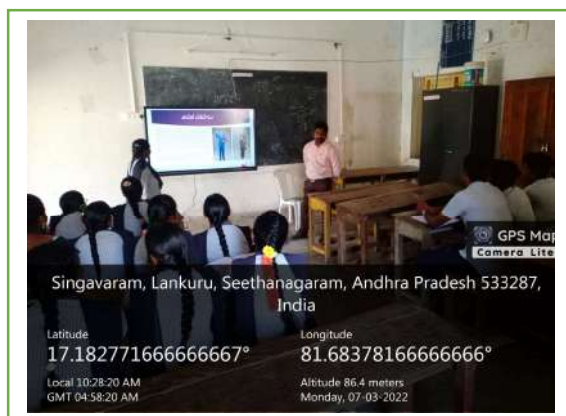 GPS Map
Camera Lite
Singavaram, Lankuru, Seethanagaram, Andhra Pradesh 533287,
India
Latitude
17.182771666666667°
Longitude
81.68378166666666°
Local 10:28:20 AM
GMT 04:58:20 AM
Altitude 86.4 meters
Monday, 07-03-2022